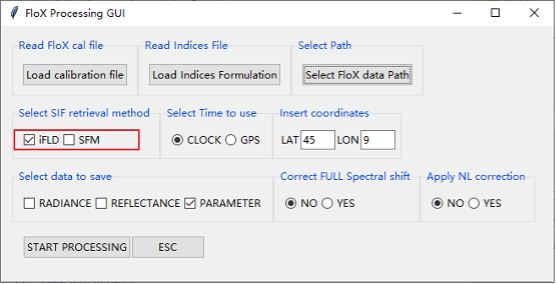 FloX Processing GUI
Read FloX cal file Read Indices File Select Path
Load calibration file Load Indices Formulation Select FloX data Path
Select SIF retrieval method Select Time to use Insert coordinates
iFLD SFM CLOCK GPS LAT 45 LON 9
Select data to save Correct FULL Spectral shift Apply NL correction
RADIANCE REFLECTANCE PARAMETER NO YES NO YES
START PROCESSING ESC